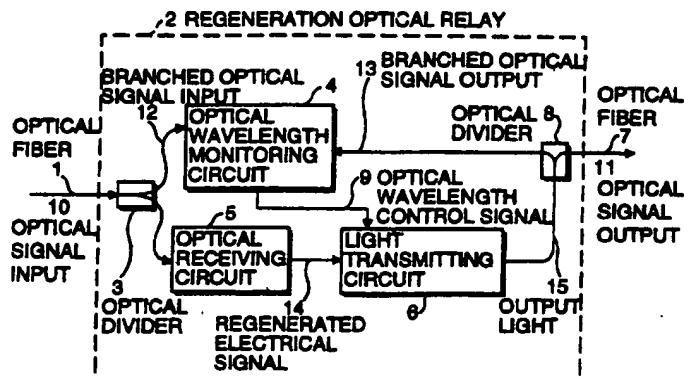 2 REGENERATION OPTICAL RELAY
BRANCHED OPTICAL
SIGNAL INPUT
12
4
13
BRANCHED OPTICAL
SIGNAL OUTPUT
OPTICAL
FIBER
1
10
OPTICAL
SIGNAL
INPUT
OPTICAL
WAVELENGTH
MONITORING
CIRCUIT
OPTICAL 8
DIVIDER
OPTICAL
FIBER
7
11
OPTICAL
SIGNAL
OUTPUT
9 OPTICAL
WAVELENGTH
CONTROL SIGNAL
3
OPTICAL
DIVIDER
5
OPTICAL
RECEIVING
CIRCUIT
14
REGENERATED
ELECTRICAL
SIGNAL
LIGHT
TRANSMITTING
CIRCUIT
6
15
OUTPUT
LIGHT